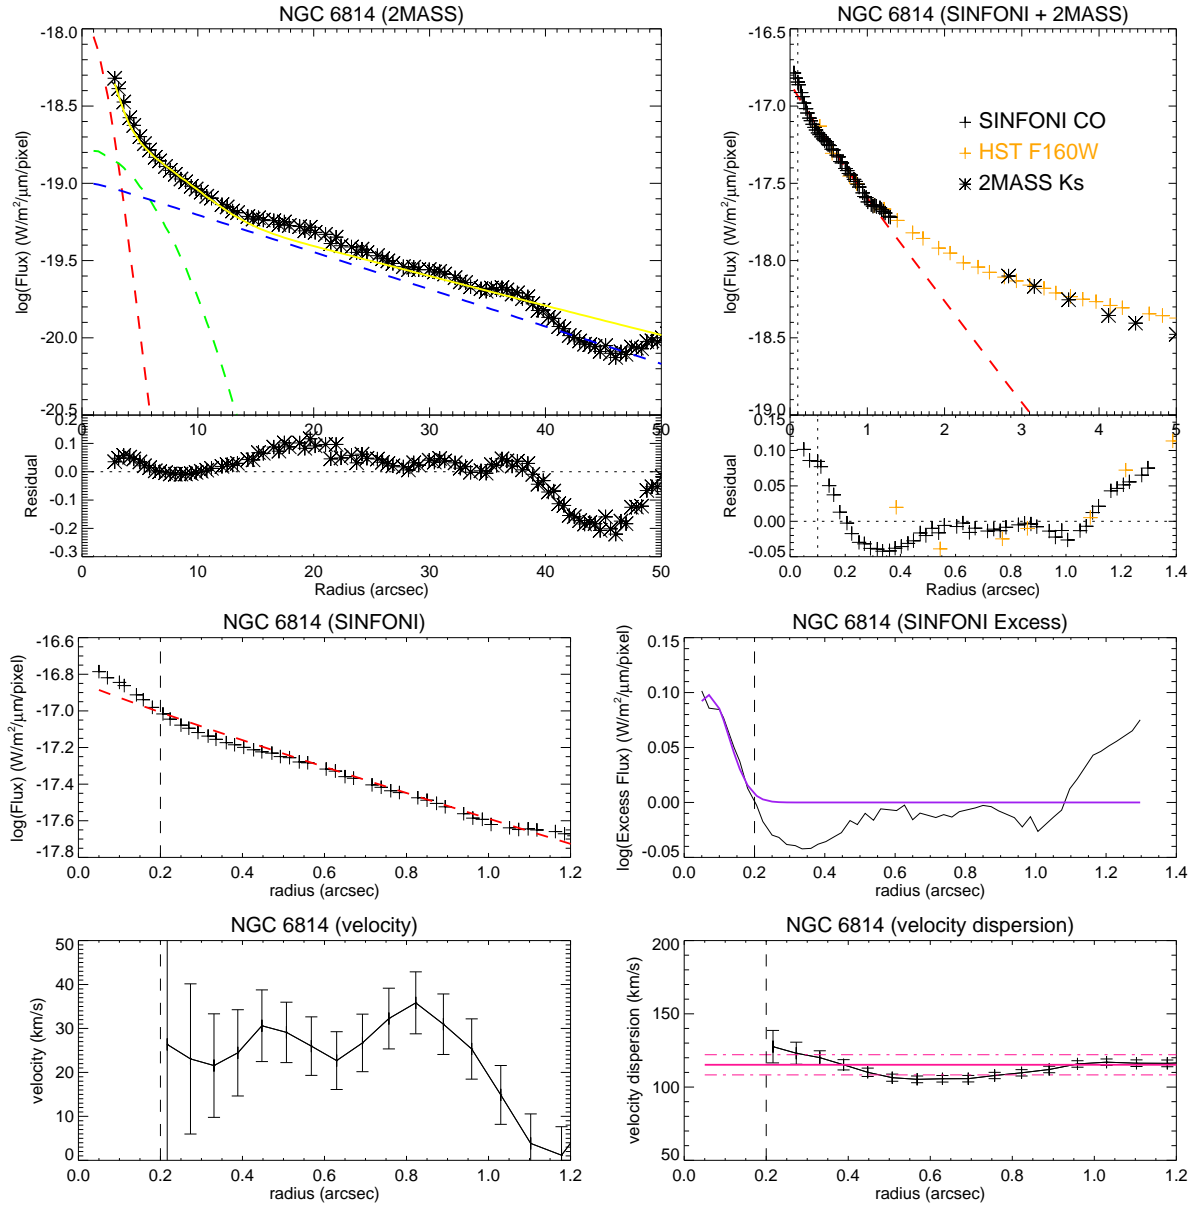 NGC 6814 (2MASS)
log(Flux) (W/m²/μm/pixel)
-18.0
-18.5
-19.0
-19.5
-20.0
-20.5
0 10 20 30 40 50
Residual
0.2
0.1
0.0
-0.1
-0.2
-0.3
0 10 20 30 40 50
Radius (arcsec)
NGC 6814 (SINFONI + 2MASS)
log(Flux) (W/m²/μm/pixel)
-16.5
-17.0
-17.5
-18.0
-18.5
-19.0
SINFONI CO
HST F160W
2MASS Ks
0 1 2 3 4 5
Residual
0.15
0.10
0.05
0.00
-0.05
0.0 0.2 0.4 0.6 0.8 1.0 1.2 1.4
Radius (arcsec)
NGC 6814 (SINFONI)
log(Flux) (W/m²/μm/pixel)
-16.6
-16.8
-17.0
-17.2
-17.4
-17.6
-17.8
0.0 0.2 0.4 0.6 0.8 1.0 1.2
radius (arcsec)
NGC 6814 (SINFONI Excess)
log(Excess Flux) (W/m²/μm/pixel)
0.15
0.10
0.05
0.00
-0.05
0.0 0.2 0.4 0.6 0.8 1.0 1.2 1.4
radius (arcsec)
NGC 6814 (velocity)
velocity (km/s)
50
40
30
20
10
0
0.0 0.2 0.4 0.6 0.8 1.0 1.2
radius (arcsec)
NGC 6814 (velocity dispersion)
velocity dispersion (km/s)
200
150
100
50
0.0 0.2 0.4 0.6 0.8 1.0 1.2
radius (arcsec)